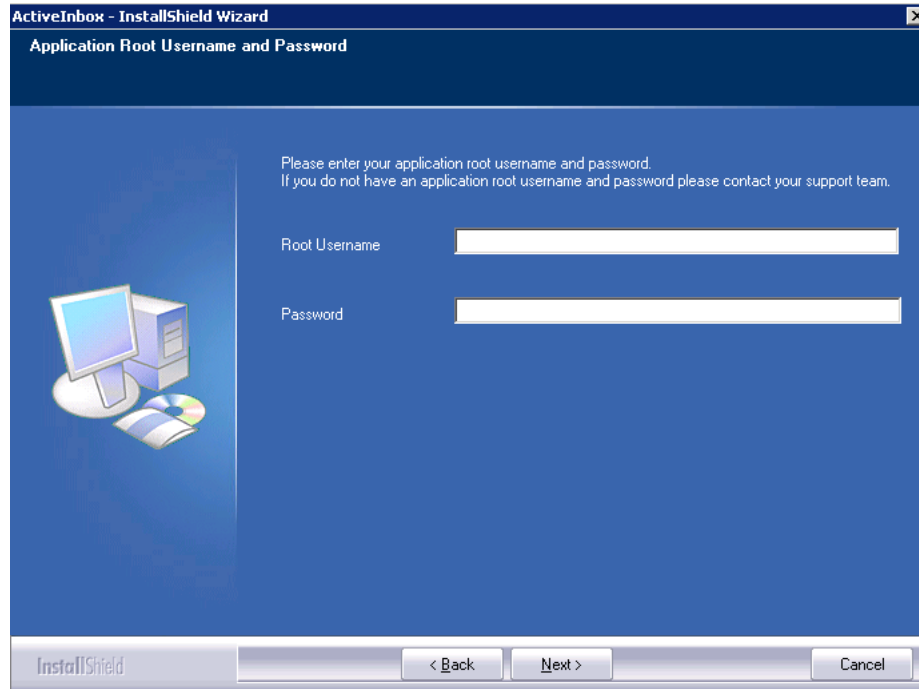 ActiveInbox - InstallShield Wizard
Application Root Username and Password
Please enter your application root username and password.
If you do not have an application root username and password please contact your support team.
Root Username
Password
InstallShield
< Back
Next >
Cancel